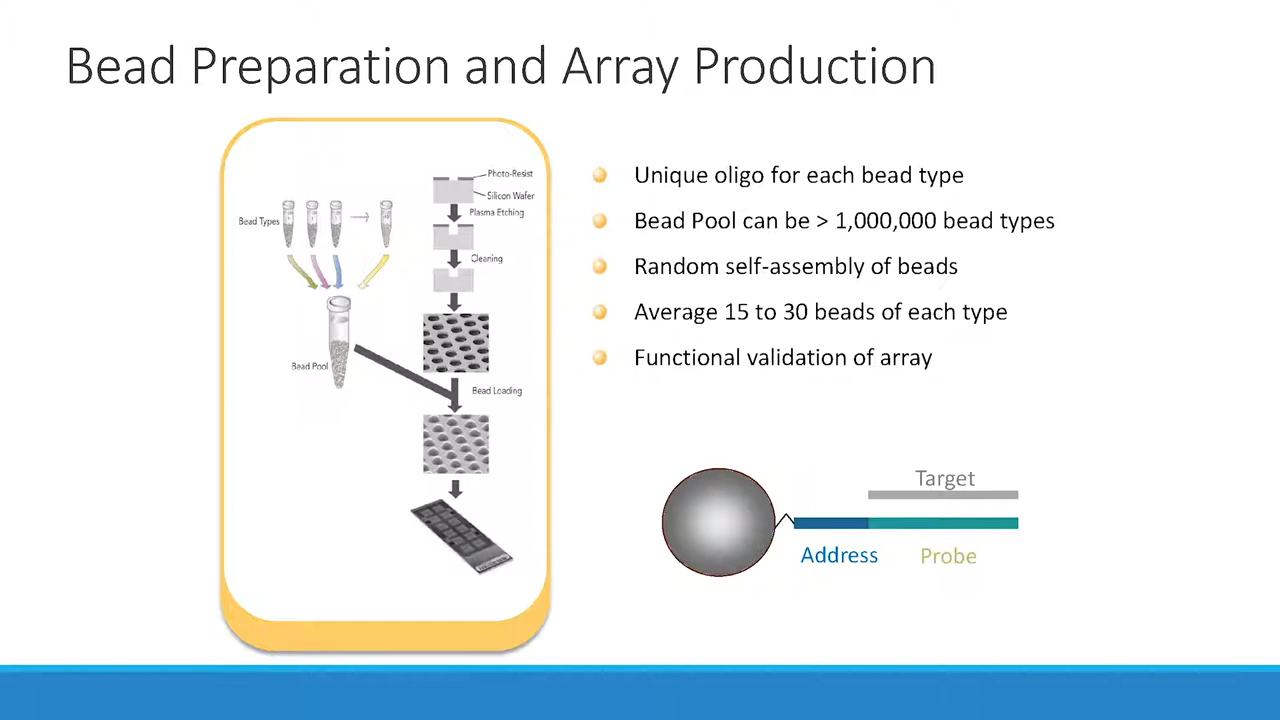 Bead Preparation and Array Production
Photo-Resist
Silicon Wafer
Plasma Etching
Bead Types
Cleaning
Bead Pool
Bead Loading
Unique oligo for each bead type
Bead Pool can be > 1,000,000 bead types
Random self-assembly of beads
Average 15 to 30 beads of each type
Functional validation of array
Target
Address
Probe